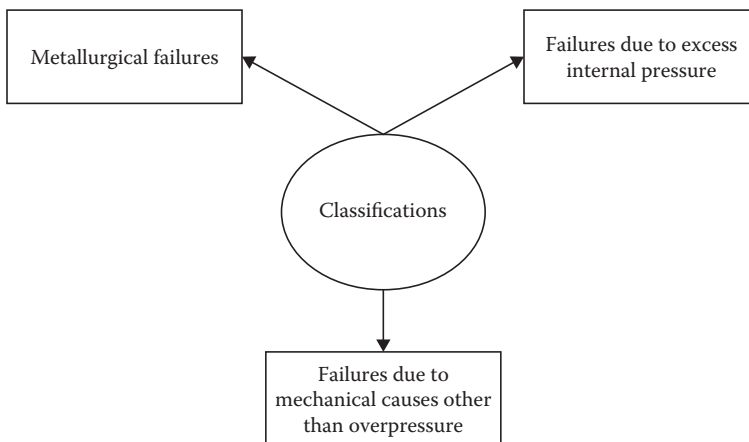 Metallurgical failures
Failures due to excess
internal pressure
Classifications
Failures due to
mechanical causes other
than overpressure